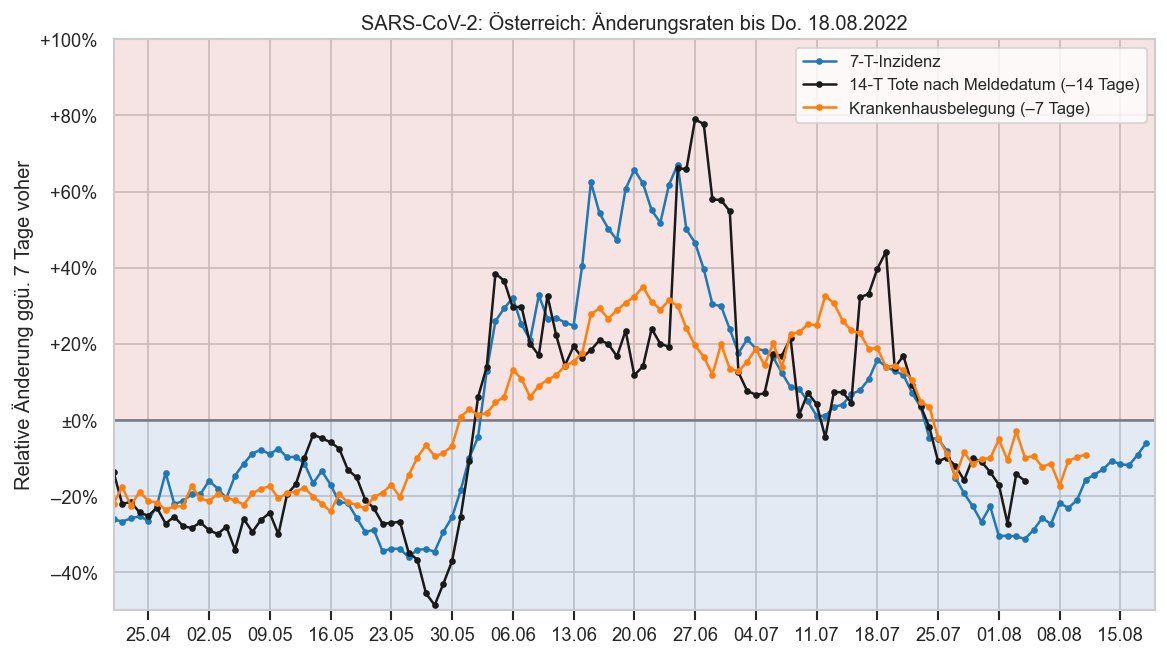 SARS-CoV-2: Österreich: Änderungsraten bis Do. 18.08.2022
7-T-Inzidenz
14-T Tote nach Meldedatum (–14 Tage)
Krankenhausbelegung (–7 Tage)
Relative Änderung ggü. 7 Tage voher
+100%
+80%
+60%
+40%
+20%
±0%
–20%
–40%
25.04 02.05 09.05 16.05 23.05 30.05 06.06 13.06 20.06 27.06 04.07 11.07 18.07 25.07 01.08 08.08 15.08